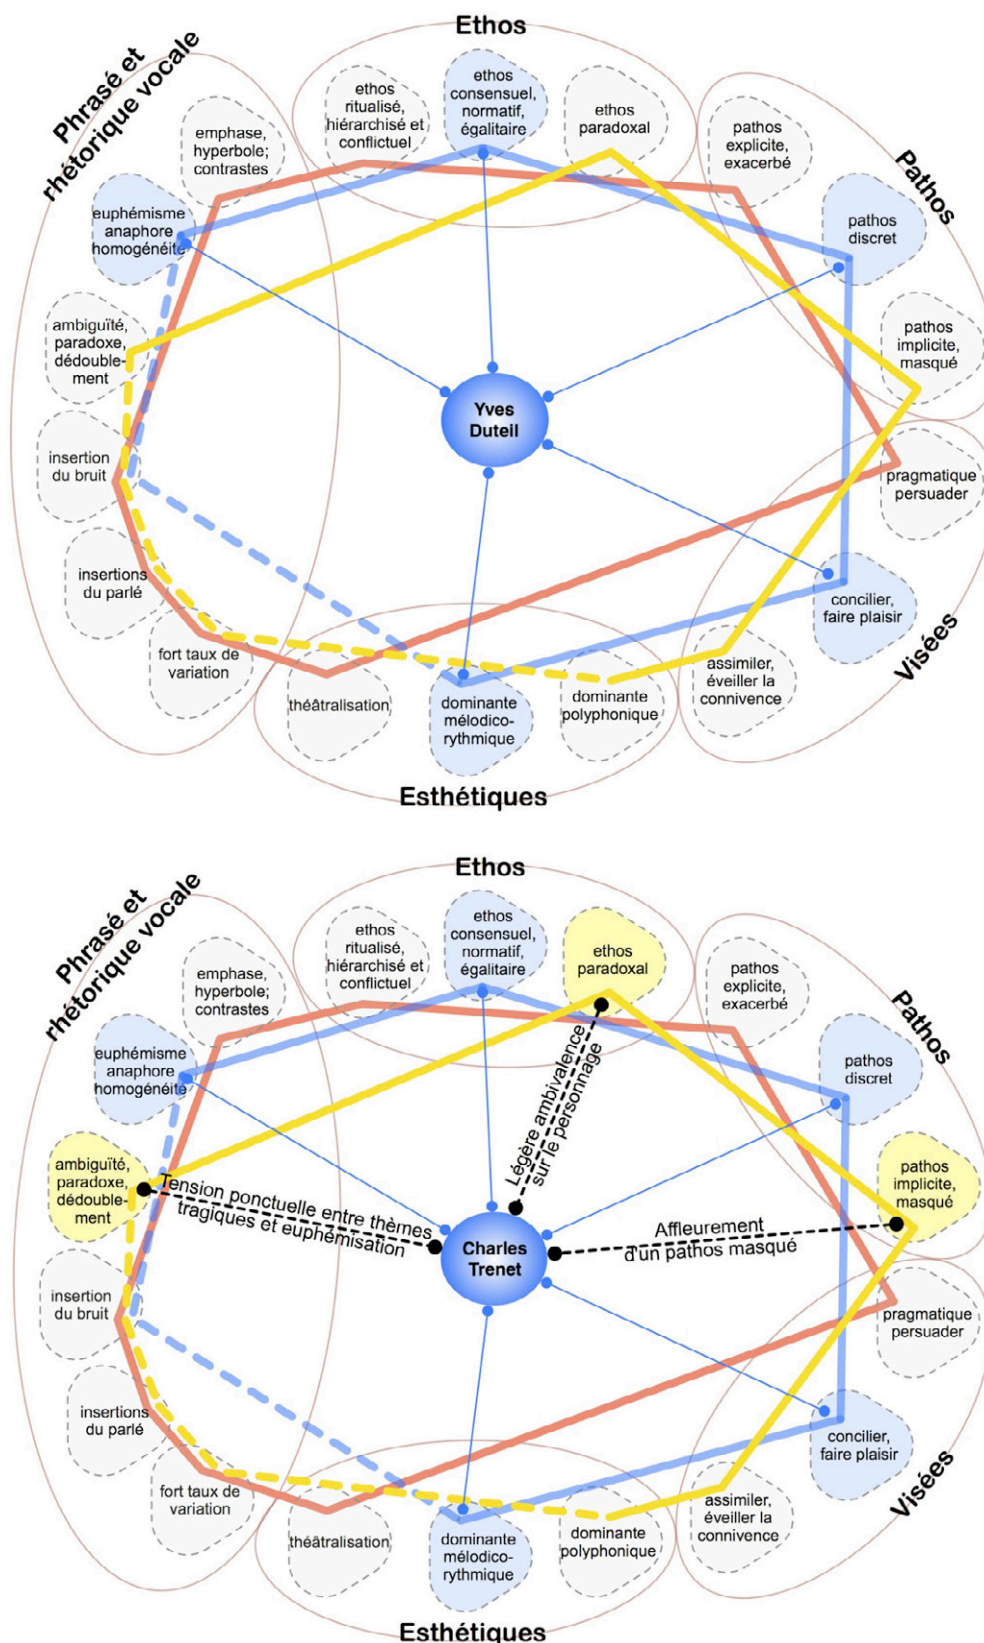 Ethos
Phrasé et
rhétorique vocale
Pathos
ethos
ritualisé,
hiérarchisé et
conflictuel
ethos
consensuel,
normatif,
égalitaire
ethos
paradoxal
emphase,
hyperbole;
contrastes
pathos
explicite,
exacerbé
euphémisme
anaphore
homogénéité
pathos
discret
ambiguïté,
paradoxe,
dédouble-
ment
pathos
implicite,
masqué
Yves
Duteil
insertion
du bruit
pragmatique
persuader
insertions
du parlé
concilier,
faire plaisir
fort taux de
variation
assimiler,
éveiller la
connivence
Visées
théâtralisation
dominante
mélodico-
rythmique
dominante
polyphonique
Esthétiques
Ethos
Phrasé et
rhétorique vocale
Pathos
ethos
ritualisé,
hiérarchisé et
conflictuel
ethos
consensuel,
normatif,
égalitaire
ethos
paradoxal
emphase,
hyperbole;
contrastes
pathos
explicite,
exacerbé
euphémisme
anaphore
homogénéité
Légère ambivalence
sur le personnage
pathos
discret
ambiguïté,
paradoxe,
dédouble-
ment
Tension ponctuelle entre thèmes
tragiques et euphémisation
Affleurement
d'un pathos masqué
pathos
implicite,
masqué
Charles
Trenet
insertion
du bruit
pragmatique
persuader
insertions
du parlé
concilier,
faire plaisir
fort taux de
variation
assimiler,
éveiller la
connivence
Visées
théâtralisation
dominante
mélodico-
rythmique
dominante
polyphonique
Esthétiques